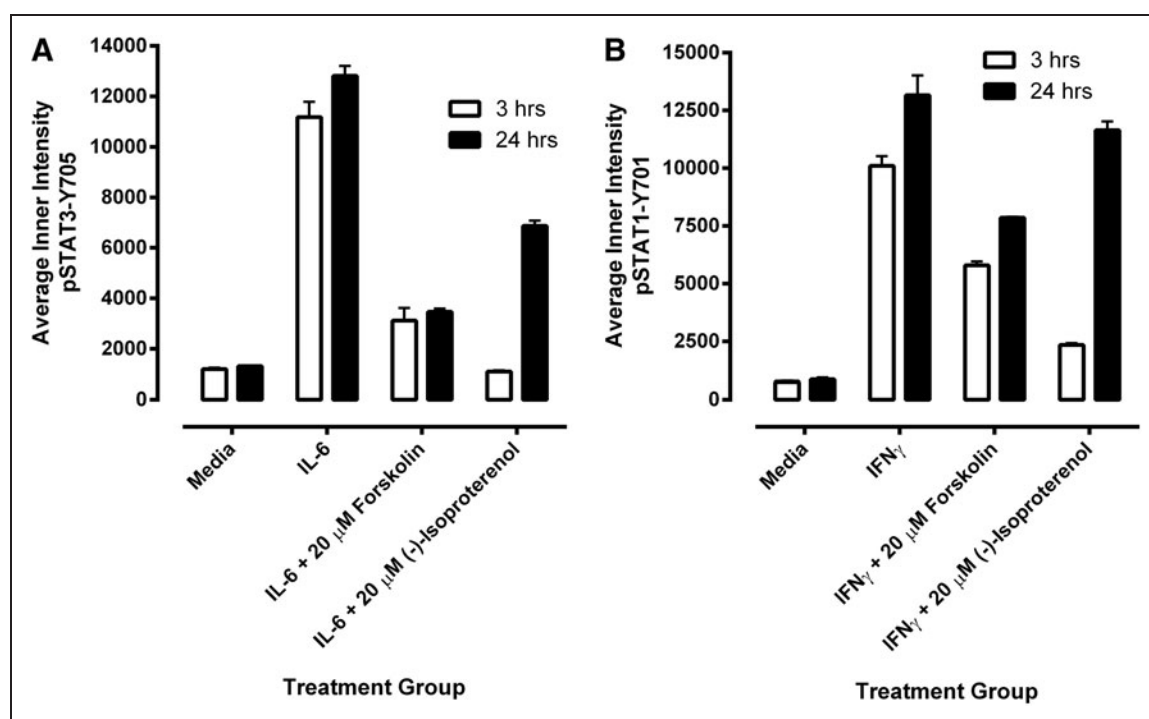 A
Average Inner Intensity
pSTAT3-Y705
14000
12000
10000
8000
6000
4000
2000
0
3 hrs
24 hrs
Media
IL-6
IL-6 + 20 μM Forskolin
IL-6 + 20 μM (-)-Isoproterenol
Treatment Group
B
Average Inner Intensity
pSTAT1-Y701
15000
12500
10000
7500
5000
2500
0
3 hrs
24 hrs
Media
IFNγ
IFNγ + 20 μM Forskolin
IFNγ + 20 μM (-)-Isoproterenol
Treatment Group